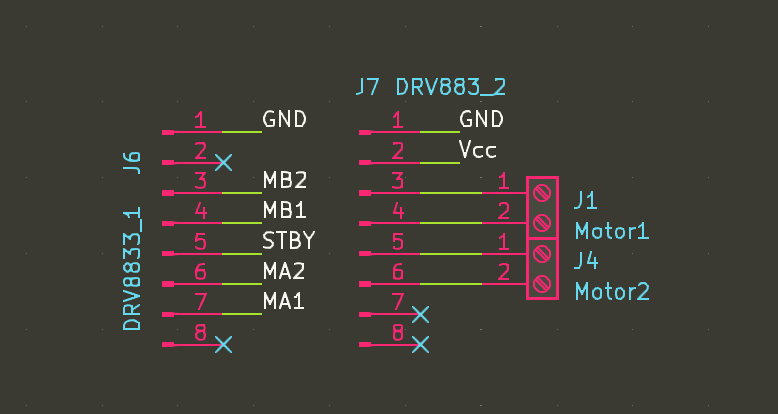 J7 DRV883_2
J6 DRV8833_1
1 GND
2
3 MB2
4 MB1
5 STBY
6 MA2
7 MA1
8
1 GND
2 Vcc
3 1
4 2
5 1
6 2
7
8
J1
Motor1
J4
Motor2